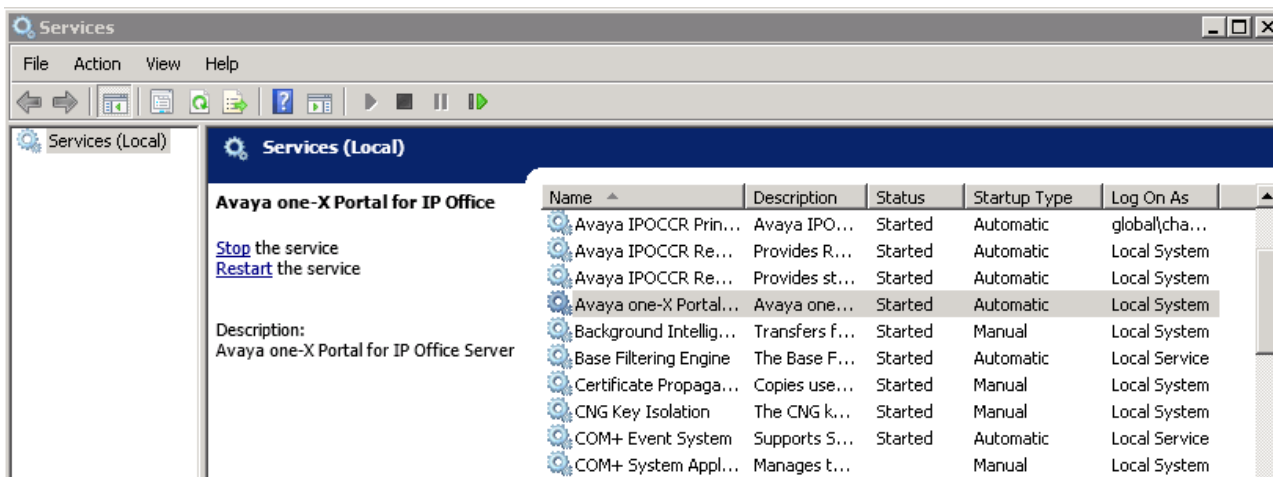 Services
File Action View Help
Services (Local)
Services (Local)
Avaya one-X Portal for IP Office
Stop the service
Restart the service
Description:
Avaya one-X Portal for IP Office Server
Name Description Status Startup Type Log On As
Avaya IPOCCR Prin... Avaya IPO... Started Automatic global\cha...
Avaya IPOCCR Re... Provides R... Started Automatic Local System
Avaya IPOCCR Re... Provides st... Started Automatic Local System
Avaya one-X Portal... Avaya one... Started Automatic Local System
Background Intellig... Transfers f... Started Manual Local System
Base Filtering Engine The Base F... Started Automatic Local Service
Certificate Propaga... Copies use... Started Manual Local System
CNG Key Isolation The CNG k... Started Manual Local System
COM+ Event System Supports S... Started Automatic Local Service
COM+ System Appl... Manages t... Manual Local System